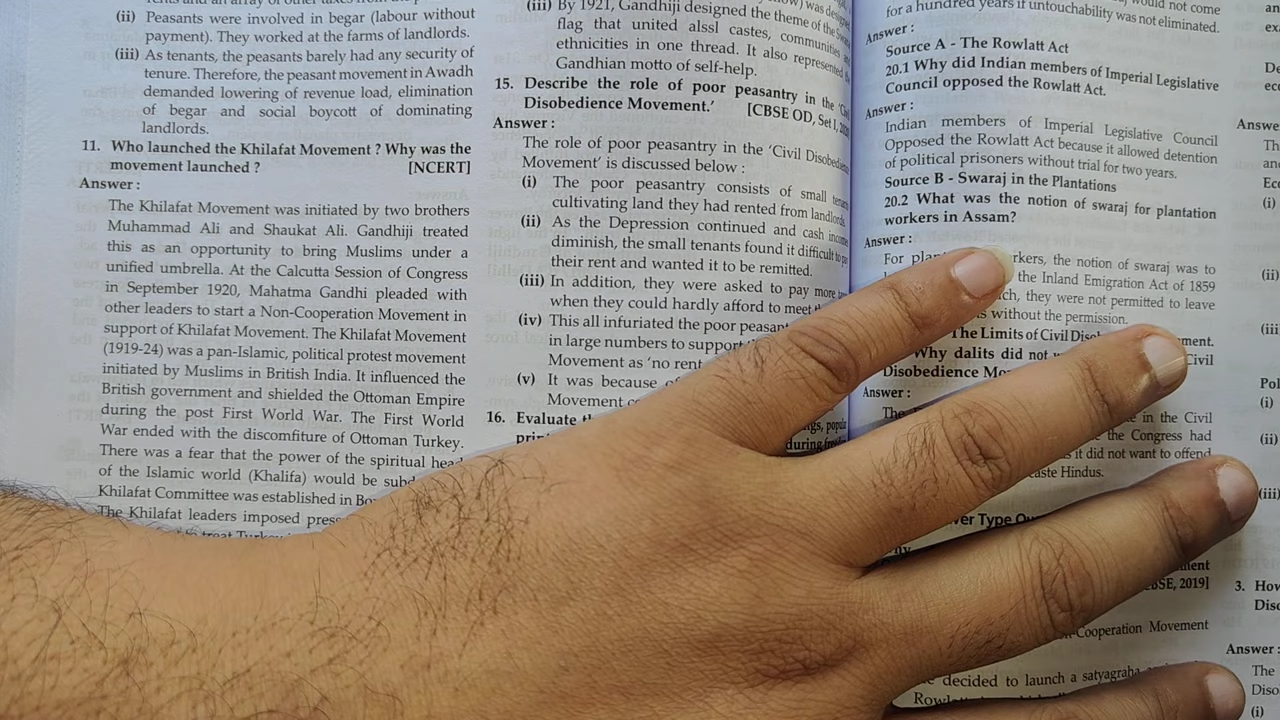 (ii) Peasants were involved in begar (labour without
payment). They worked at the farms of landlords.
(iii) As tenants, the peasants barely had any security of
tenure. Therefore, the peasant movement in Awadh
demanded lowering of revenue load, elimination
of begar and social boycott of dominating
landlords.
11. Who launched the Khilafat Movement ? Why was the
movement launched ? [NCERT]
Answer :
The Khilafat Movement was initiated by two brothers
Muhammad Ali and Shaukat Ali. Gandhiji treated
this as an opportunity to bring Muslims under a
unified umbrella. At the Calcutta Session of Congress
in September 1920, Mahatma Gandhi pleaded with
other leaders to start a Non-Cooperation Movement in
support of Khilafat Movement. The Khilafat Movement
(1919-24) was a pan-Islamic, political protest movement
initiated by Muslims in British India. It influenced the
British government and shielded the Ottoman Empire
during the post First World War. The First World
War ended with the discomfiture of Ottoman Turkey.
There was a fear that the power of the spiritual head
of the Islamic world (Khalifa) would be
Khilafat Committee was established in
The Khilafat leaders imposed
treat
(iii) By 1921, Gandhiji designed the theme of the
flag that united alssl castes, communities
ethnicities in one thread. It also represented
Gandhian motto of self-help.
15. Describe the role of poor peasantry in the
Disobedience Movement.' [CBSE OD, Set 1,
Answer :
The role of poor peasantry in the 'Civil
Movement' is discussed below :
(i) The poor peasantry consists of small
cultivating land they had rented from
(ii) As the Depression continued and cash
diminish, the small tenants found it difficult to
their rent and wanted it to be remitted.
(iii) In addition, they were asked to pay more
when they could hardly afford to meet
(iv) This all infuriated the poor
in large numbers to support
Movement as 'no rent
(v) It was because
Movement
16. Evaluate
during
not come
for a hundred years if untouchability was not eliminated.
Answer :
Source A - The Rowlatt Act
20.1 Why did Indian members of Imperial Legislative
Council opposed the Rowlatt Act.
Answer :
Indian members of Imperial Legislative Council
Opposed the Rowlatt Act because it allowed detention
of political prisoners without trial for two years.
Source B - Swaraj in the Plantations
20.2 What was the notion of swaraj for plantation
workers in Assam?
Answer :
For the notion of swaraj was to
the Inland Emigration Act of 1859
they were not permitted to leave
without the permission.
The Limits of Civil
Why dalits did not Civil
Disobedience
Answer :
The in the Civil
the Congress had
it did not want to offend
Hindus.
Type
2019]
Movement
decided to launch a satyagraha
Answer
(i)
(ii)
(iii)
(i)
(ii)
(iii)
3. How
Answer :
The
(i)